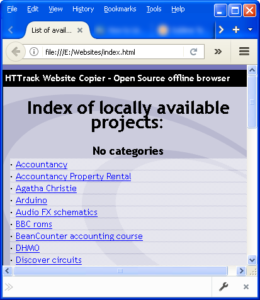 File Edit View History Bookmarks Tools Help
List of avail...
file:///E:/Websites/index.html
HTTrack Website Copier - Open Source offline browser
Index of locally available
projects:
No categories
· Accountancy
· Accountancy Property Rental
· Agatha Christie
· Arduino
· Audio FX schematics
· BBC roms
· BeanCounter accounting course
· DHMO
· Discover circuits